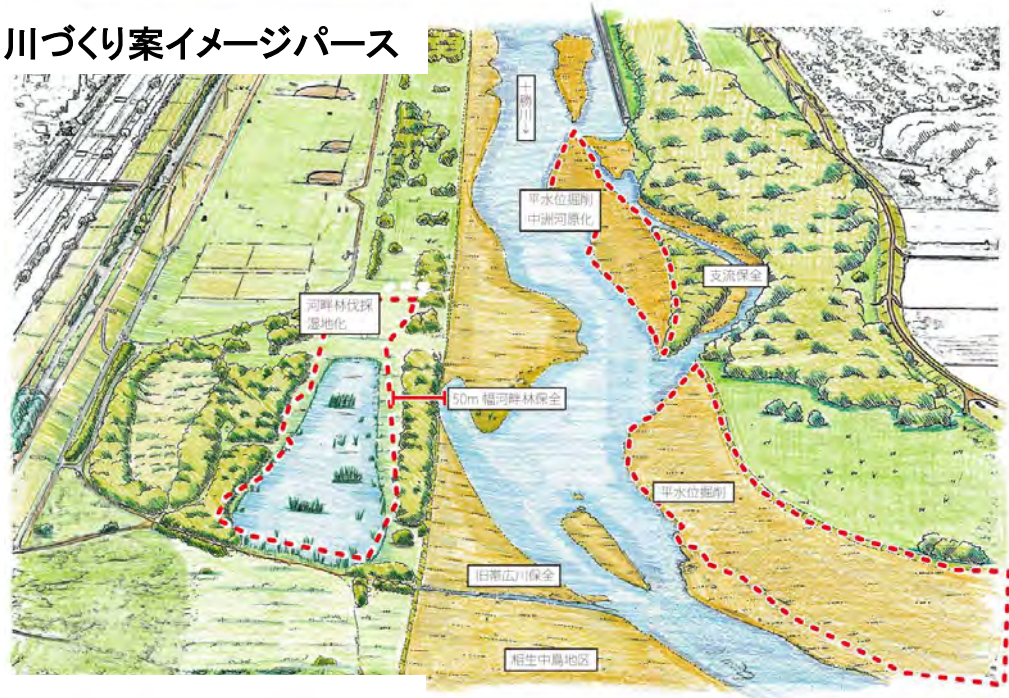 川づくり案イメージパース
十勝川↓
平水位掘削
中洲河原化
支流保全
河畔林伐採
湿地化
50m 幅河畔林保全
平水位掘削
旧帯広川保全
相生中島地区